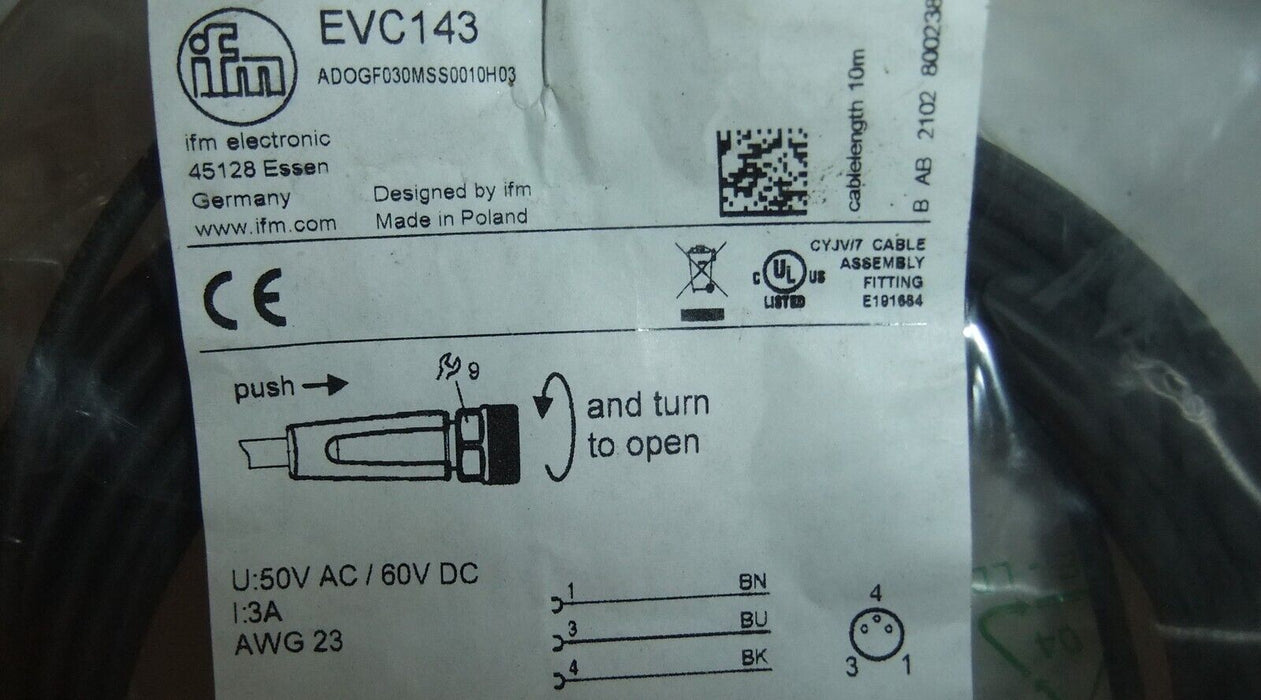 ifm
EVC143
ADOGF030MSS0010H03
ifm electronic
45128 Essen
Germany
www.ifm.com
Designed by ifm
Made in Poland
cablelength 10m
B AB 2102 800238
CE
C UL US
LISTED
CYJV/7 CABLE
ASSEMBLY
FITTING
E191684
push
9
and turn
to open
U:50V AC / 60V DC
I:3A
AWG 23
1 BN
3 BU
4 BK
4
3 1